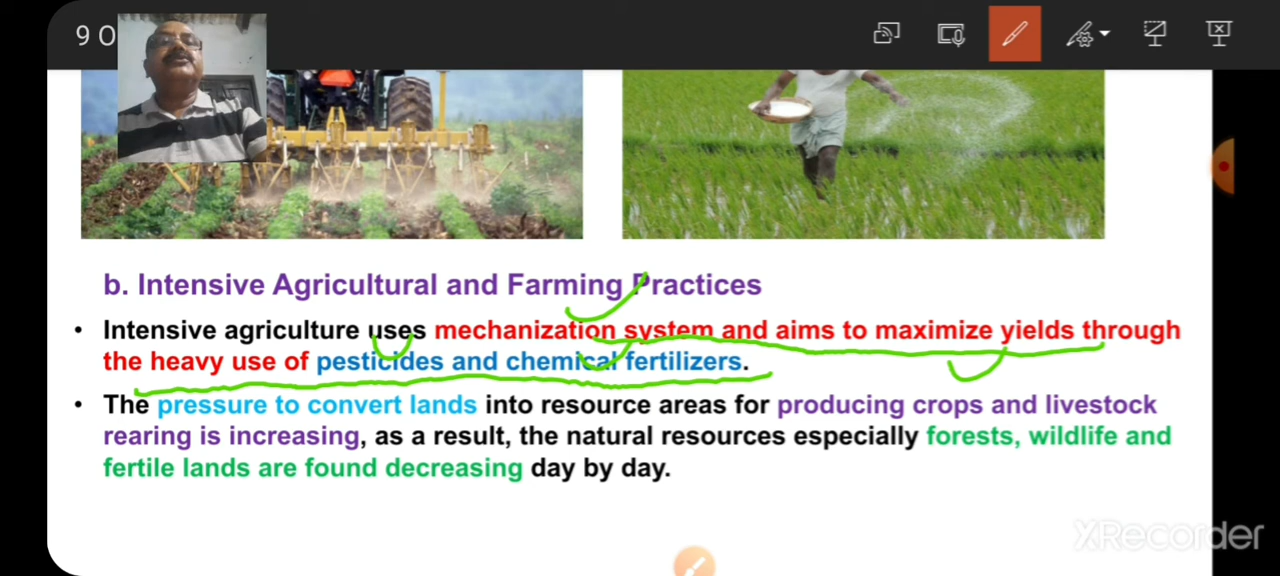 9 O
b. Intensive Agricultural and Farming Practices
• Intensive agriculture uses mechanization system and aims to maximize yields through
the heavy use of pesticides and chemical fertilizers.
• The pressure to convert lands into resource areas for producing crops and livestock
rearing is increasing, as a result, the natural resources especially forests, wildlife and
fertile lands are found decreasing day by day.
XRecorder